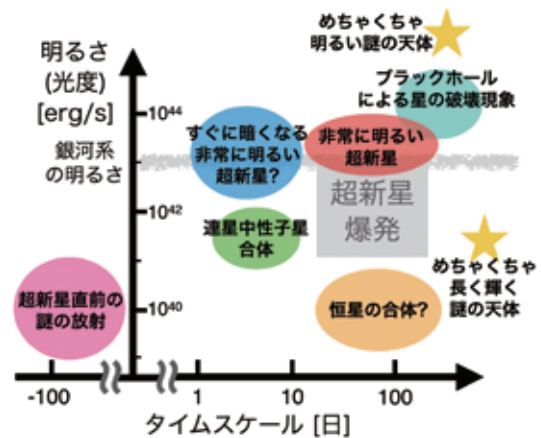 めちゃくちゃ
明るい謎の天体
明るさ
(光度)
[erg/s]
ブラックホール
による星の破壊現象
10⁴⁴
すぐに暗くなる
非常に明るい
超新星?
非常に明るい
超新星
銀河系
の明るさ
超新星
爆発
10⁴²
連星中性子星
合体
めちゃくちゃ
長く輝く
謎の天体
超新星直前の
謎の放射
10⁴⁰
恒星の合体?
-100
1
10
100
タイムスケール [日]